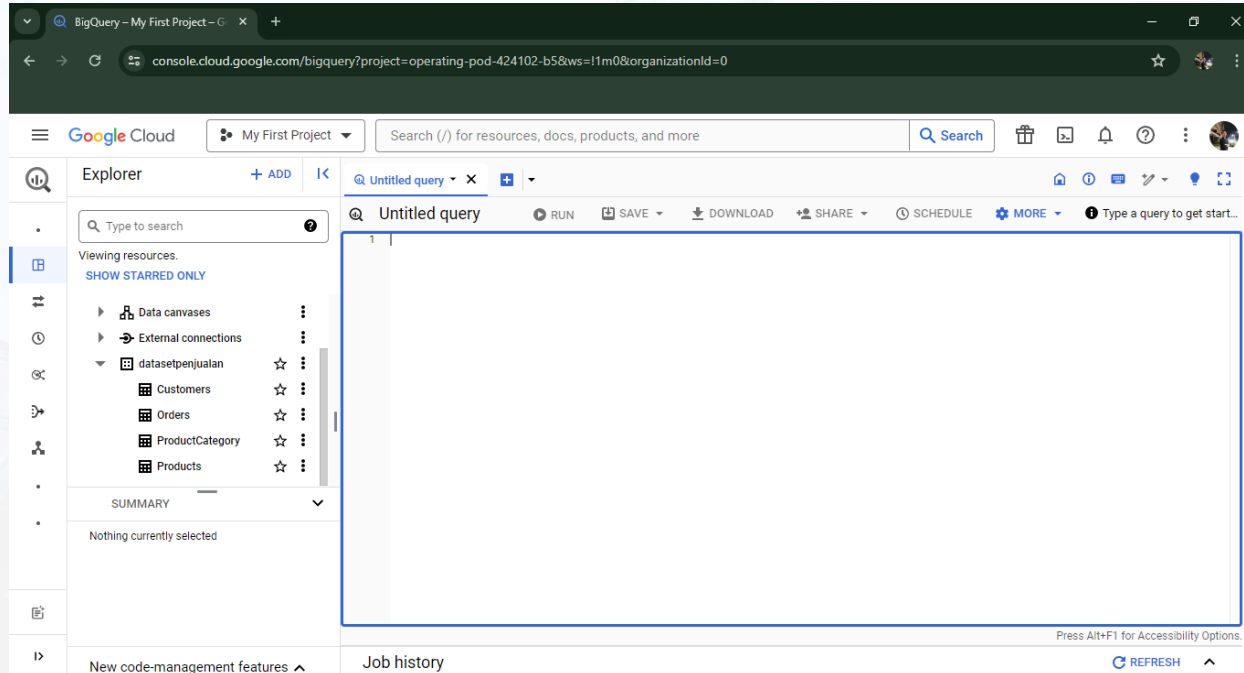 BigQuery – My First Project – G
console.cloud.google.com/bigquery?project=operating-pod-424102-b5&ws=!1m0&organizationId=0
Google Cloud
My First Project
Search (/) for resources, docs, products, and more
Search
Explorer
+ ADD
Untitled query
Untitled query
RUN
SAVE
DOWNLOAD
SHARE
SCHEDULE
MORE
Type a query to get start...
Type to search
1
Viewing resources.
SHOW STARRED ONLY
Data canvases
External connections
datasetpenjualan
Customers
Orders
ProductCategory
Products
SUMMARY
Nothing currently selected
Press Alt+F1 for Accessibility Options.
New code-management features
Job history
REFRESH